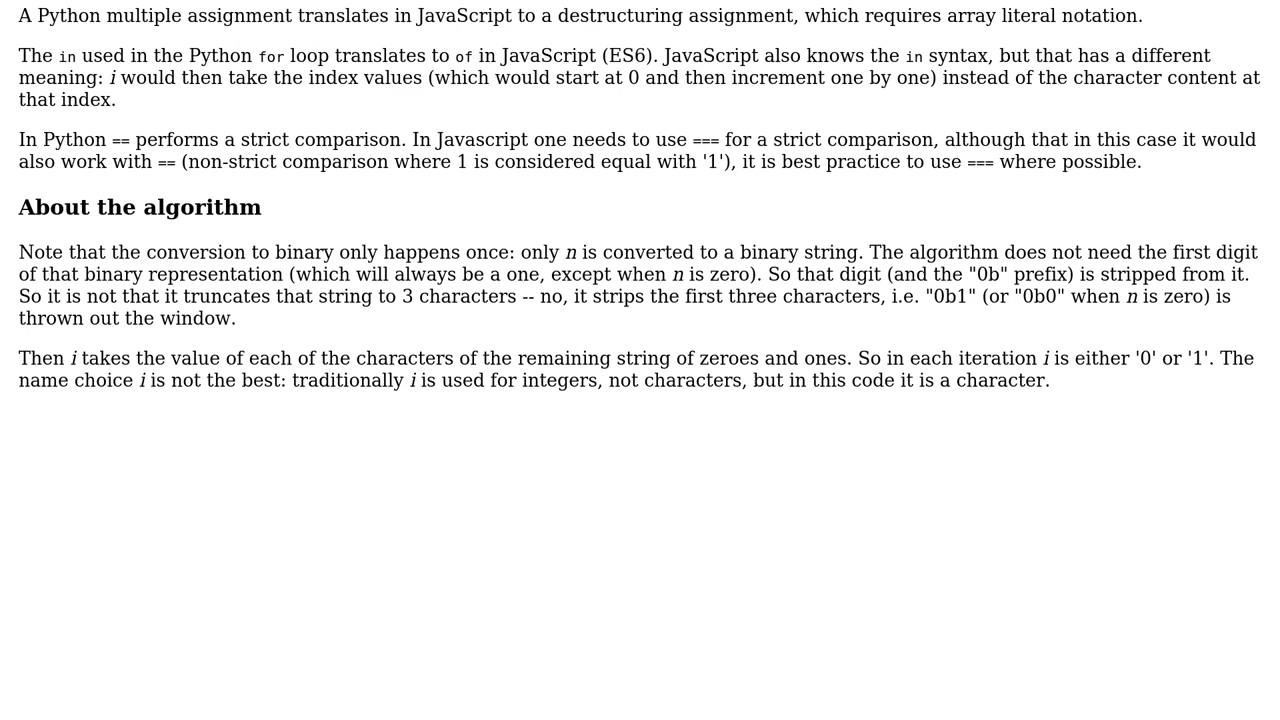 A Python multiple assignment translates in JavaScript to a destructuring assignment, which requires array literal notation.
The in used in the Python for loop translates to of in JavaScript (ES6). JavaScript also knows the in syntax, but that has a different
meaning: i would then take the index values (which would start at 0 and then increment one by one) instead of the character content at
that index.
In Python == performs a strict comparison. In Javascript one needs to use === for a strict comparison, although that in this case it would
also work with == (non-strict comparison where 1 is considered equal with '1'), it is best practice to use === where possible.
About the algorithm
Note that the conversion to binary only happens once: only n is converted to a binary string. The algorithm does not need the first digit
of that binary representation (which will always be a one, except when n is zero). So that digit (and the "0b" prefix) is stripped from it.
So it is not that it truncates that string to 3 characters -- no, it strips the first three characters, i.e. "0b1" (or "0b0" when n is zero) is
thrown out the window.
Then i takes the value of each of the characters of the remaining string of zeroes and ones. So in each iteration i is either '0' or '1'. The
name choice i is not the best: traditionally i is used for integers, not characters, but in this code it is a character.